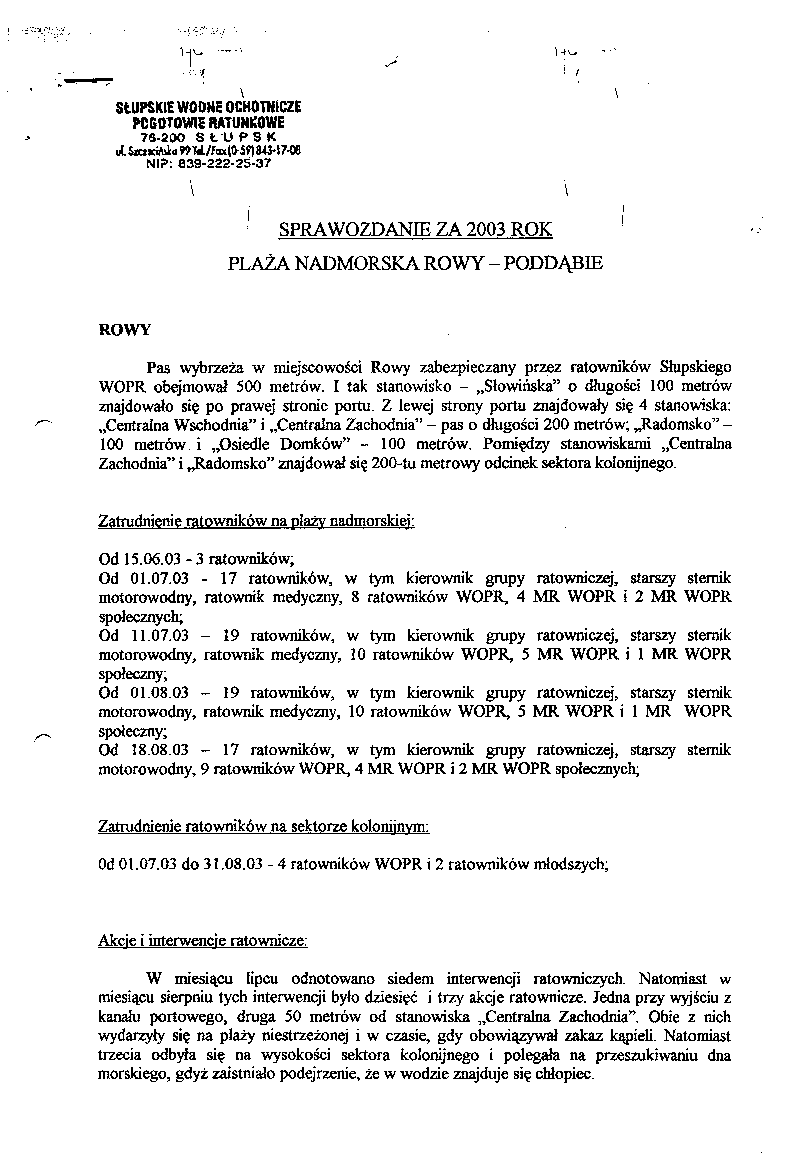 SŁUPSKIE WODNE OCHOTNICZE
POGOTOWIE RATUNKOWE
76-200 SŁUPSK
ul. Szczecińska 99 Tel./Fax (0-59) 843-17-08
NIP: 839-222-25-37
SPRAWOZDANIE ZA 2003 ROK
PLAŻA NADMORSKA ROWY – PODDĄBIE
ROWY
Pas wybrzeża w miejscowości Rowy zabezpieczany przez ratowników Słupskiego
WOPR obejmował 500 metrów. I tak stanowisko – „Słowińska” o długości 100 metrów
znajdowało się po prawej stronie portu. Z lewej strony portu znajdowały się 4 stanowiska:
„Centralna Wschodnia” i „Centralna Zachodnia” – pas o długości 200 metrów; „Radomsko” –
100 metrów i „Osiedle Domków” – 100 metrów. Pomiędzy stanowiskami „Centralna
Zachodnia” i „Radomsko” znajdował się 200-tu metrowy odcinek sektora kolonijnego.
Zatrudnienie ratowników na plaży nadmorskiej:
Od 15.06.03 - 3 ratowników;
Od 01.07.03 - 17 ratowników, w tym kierownik grupy ratowniczej, starszy sternik
motorowodny, ratownik medyczny, 8 ratowników WOPR, 4 MR WOPR i 2 MR WOPR
społecznych;
Od 11.07.03 – 19 ratowników, w tym kierownik grupy ratowniczej, starszy sternik
motorowodny, ratownik medyczny, 10 ratowników WOPR, 5 MR WOPR i 1 MR WOPR
społeczny;
Od 01.08.03 – 19 ratowników, w tym kierownik grupy ratowniczej, starszy sternik
motorowodny, ratownik medyczny, 10 ratowników WOPR, 5 MR WOPR i 1 MR WOPR
społeczny;
Od 18.08.03 – 17 ratowników, w tym kierownik grupy ratowniczej, starszy sternik
motorowodny, 9 ratowników WOPR, 4 MR WOPR i 2 MR WOPR społecznych;
Zatrudnienie ratowników na sektorze kolonijnym:
0d 01.07.03 do 31.08.03 - 4 ratowników WOPR i 2 ratowników młodszych;
Akcje i interwencje ratownicze:
W miesiącu lipcu odnotowano siedem interwencji ratowniczych. Natomiast w
miesiącu sierpniu tych interwencji było dziesięć i trzy akcje ratownicze. Jedna przy wyjściu z
kanału portowego, druga 50 metrów od stanowiska „Centralna Zachodnia”. Obie z nich
wydarzyły się na plaży niestrzeżonej i w czasie, gdy obowiązywał zakaz kąpieli. Natomiast
trzecia odbyła się na wysokości sektora kolonijnego i polegała na przeszukiwaniu dna
morskiego, gdyż zaistniało podejrzenie, że w wodzie znajduje się chłopiec.